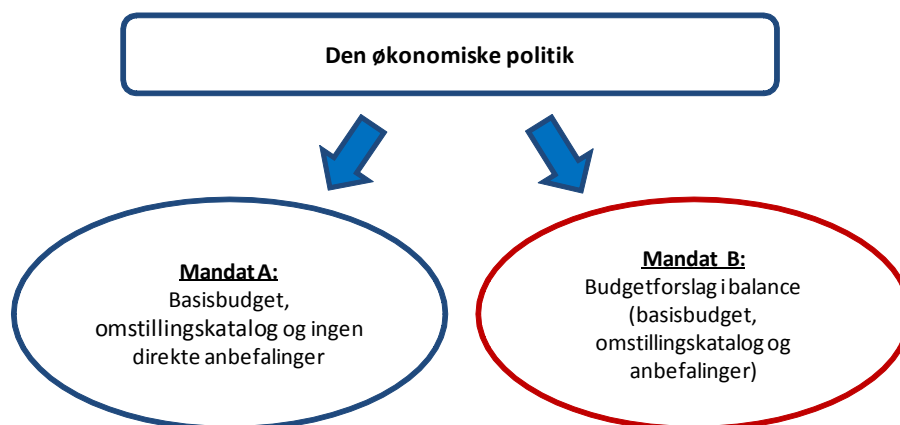 Den økonomiske politik
Mandat A:
Basisbudget,
omstillingskatalog og ingen
direkte anbefalinger
Mandat B:
Budgetforslag i balance
(basisbudget,
omstillingskatalog og
anbefalinger)